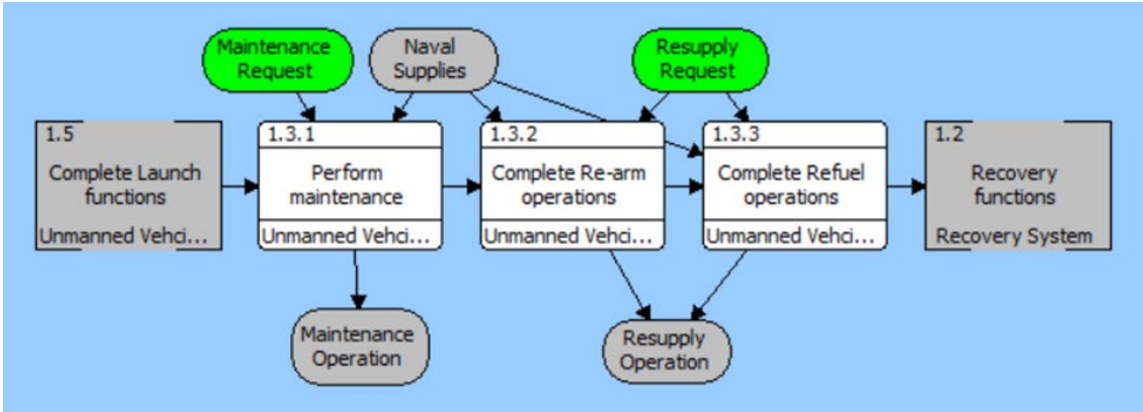 Maintenance
Request
Naval
Supplies
Resupply
Request
1.5
Complete Launch
functions
Unmanned Vehci...
1.3.1
Perform
maintenance
Unmanned Vehci...
1.3.2
Complete Re-arm
operations
Unmanned Vehci...
1.3.3
Complete Refuel
operations
Unmanned Vehci...
1.2
Recovery
functions
Recovery System
Maintenance
Operation
Resupply
Operation